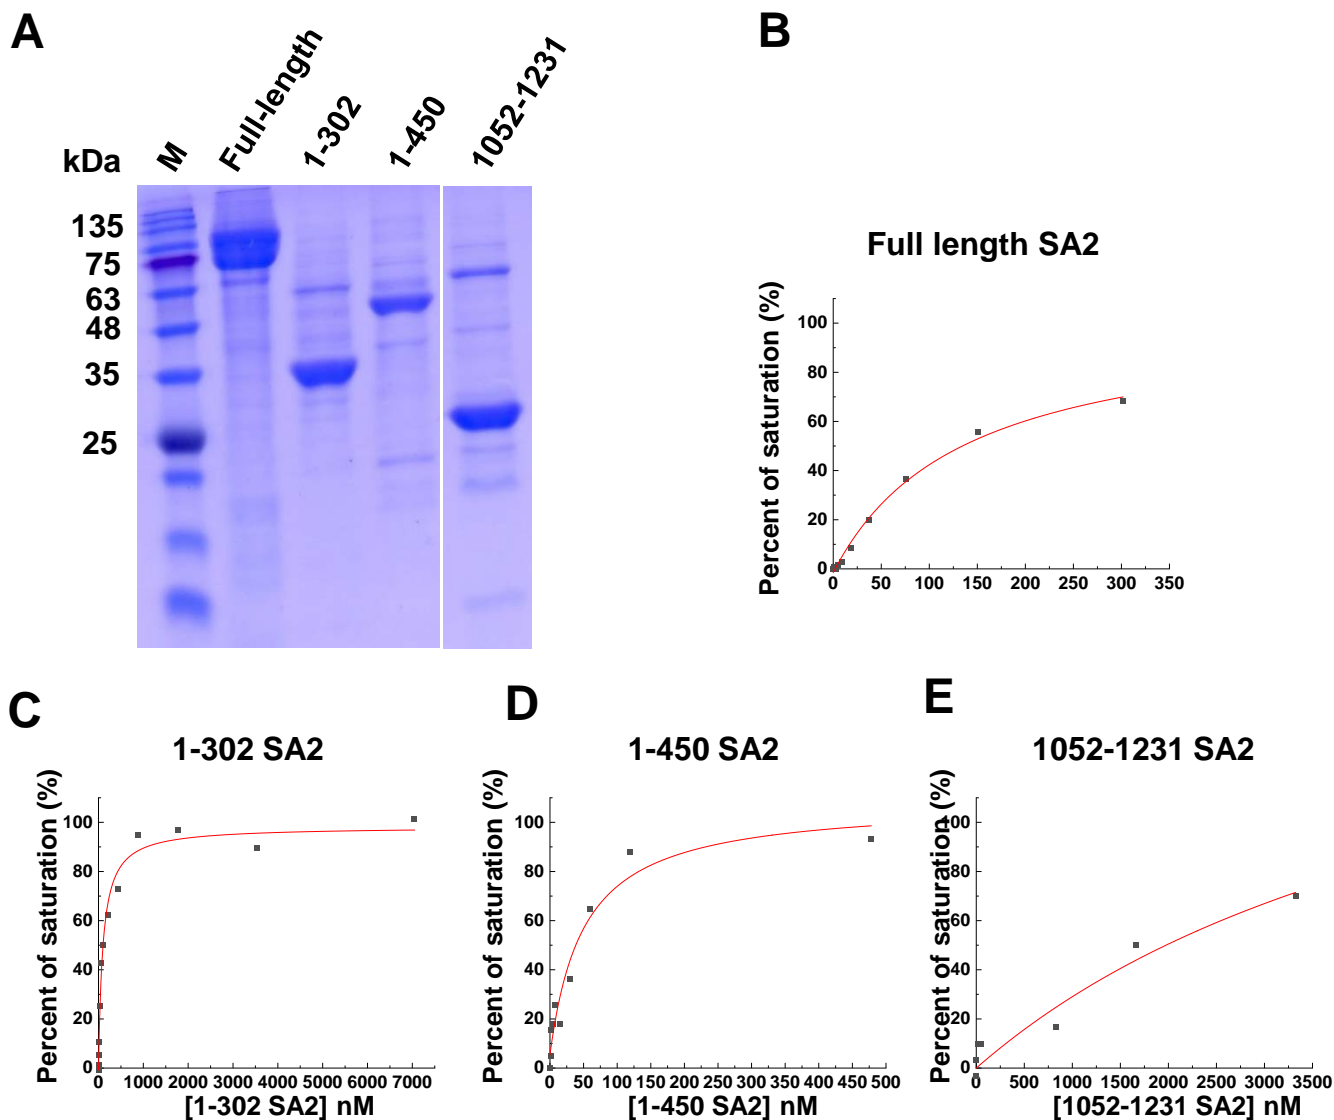 A
kDa
M
Full-length
1-302
1-450
1052-1231
135
75
63
48
35
25
B
Full length SA2
Percent of saturation (%)
100
80
60
40
20
0
0 50 100 150 200 250 300 350
C
1-302 SA2
Percent of saturation (%)
100
80
60
40
20
0
0 1000 2000 3000 4000 5000 6000 7000
[1-302 SA2] nM
D
1-450 SA2
Percent of saturation (%)
100
80
60
40
20
0
0 50 100 150 200 250 300 350 400 450 500
[1-450 SA2] nM
E
1052-1231 SA2
Percent of saturation (%)
100
80
60
40
20
0
0 500 1000 1500 2000 2500 3000 3500
[1052-1231 SA2] nM